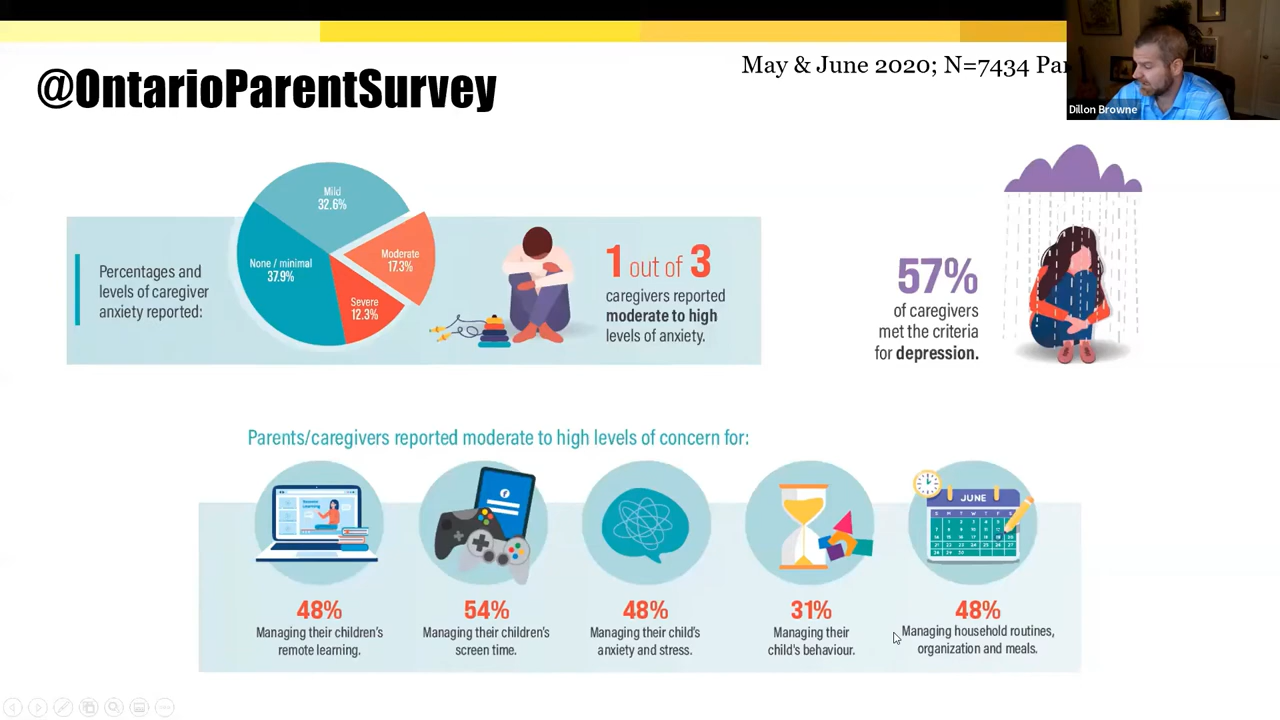 @OntarioParentSurvey
May & June 2020; N=7434
Dillon Browne
Percentages and
levels of caregiver
anxiety reported:
Mild
32.6%
None / minimal
37.9%
Moderate
17.3%
Severe
12.3%
1 out of 3
caregivers reported
moderate to high
levels of anxiety.
57%
of caregivers
met the criteria
for depression.
Parents/caregivers reported moderate to high levels of concern for:
48%
Managing their children's
remote learning.
54%
Managing their children's
screen time.
48%
Managing their child's
anxiety and stress.
31%
Managing their
child's behaviour.
JUNE
48%
Managing household routines,
organization and meals.